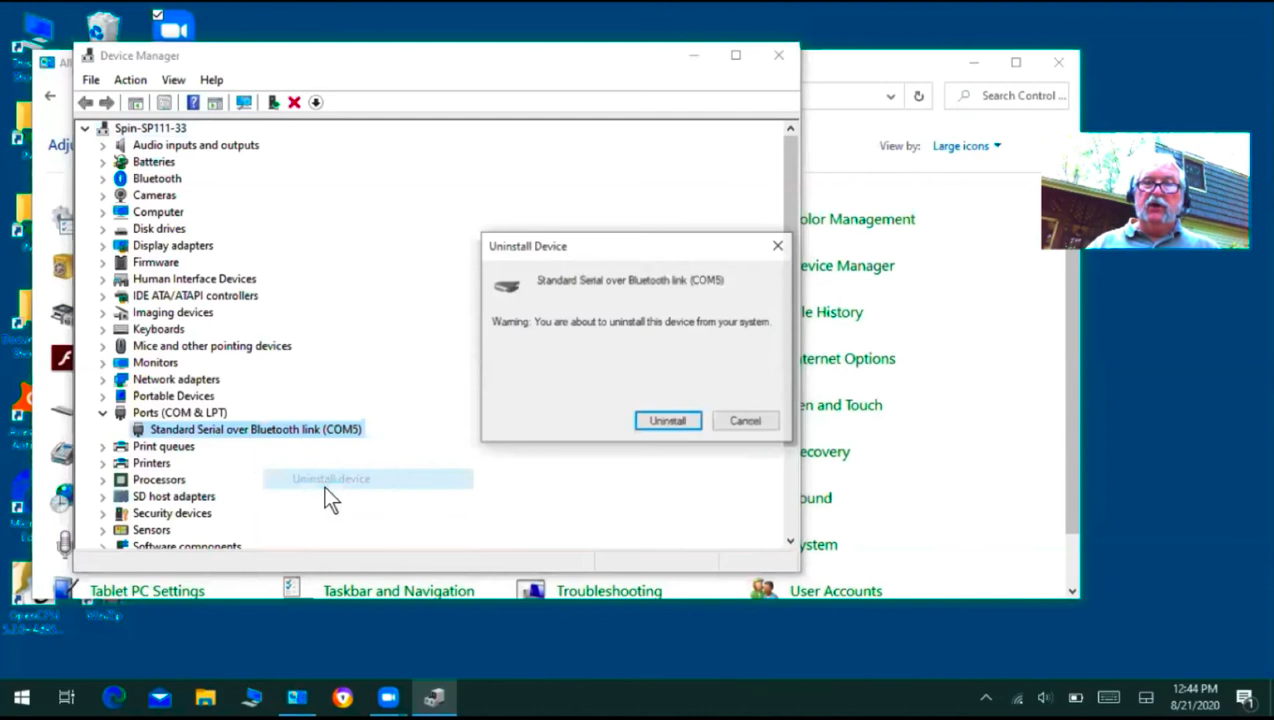 Device Manager
File Action View Help
Spin-SP111-33
Audio inputs and outputs
Batteries
Bluetooth
Cameras
Computer
Disk drives
Display adapters
Firmware
Human Interface Devices
IDE ATA/ATAPI controllers
Imaging devices
Keyboards
Mice and other pointing devices
Monitors
Network adapters
Portable Devices
Ports (COM & LPT)
Standard Serial over Bluetooth link (COM5)
Print queues
Printers
Processors
SD host adapters
Security devices
Sensors
Software components
Uninstall device
Uninstall Device
Standard Serial over Bluetooth link (COM5)
Warning: You are about to uninstall this device from your system.
Uninstall Cancel
Al
Adju
Search Control ...
View by: Large icons
olor Management
evice Manager
le History
nternet Options
en and Touch
ecovery
ound
ystem
Tablet PC Settings
Taskbar and Navigation
Troubleshooting
User Accounts
12:44 PM
8/21/2020
1